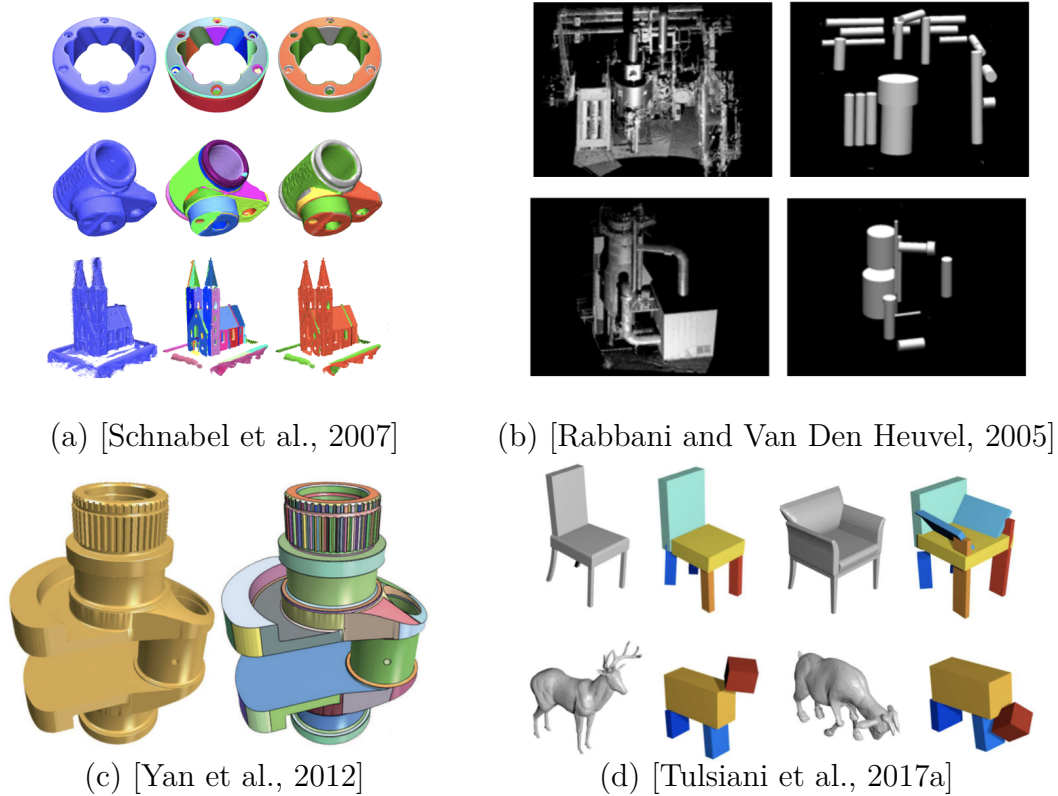 (a) [Schnabel et al., 2007]
(b) [Rabbani and Van Den Heuvel, 2005]
(c) [Yan et al., 2012]
(d) [Tulsiani et al., 2017a]